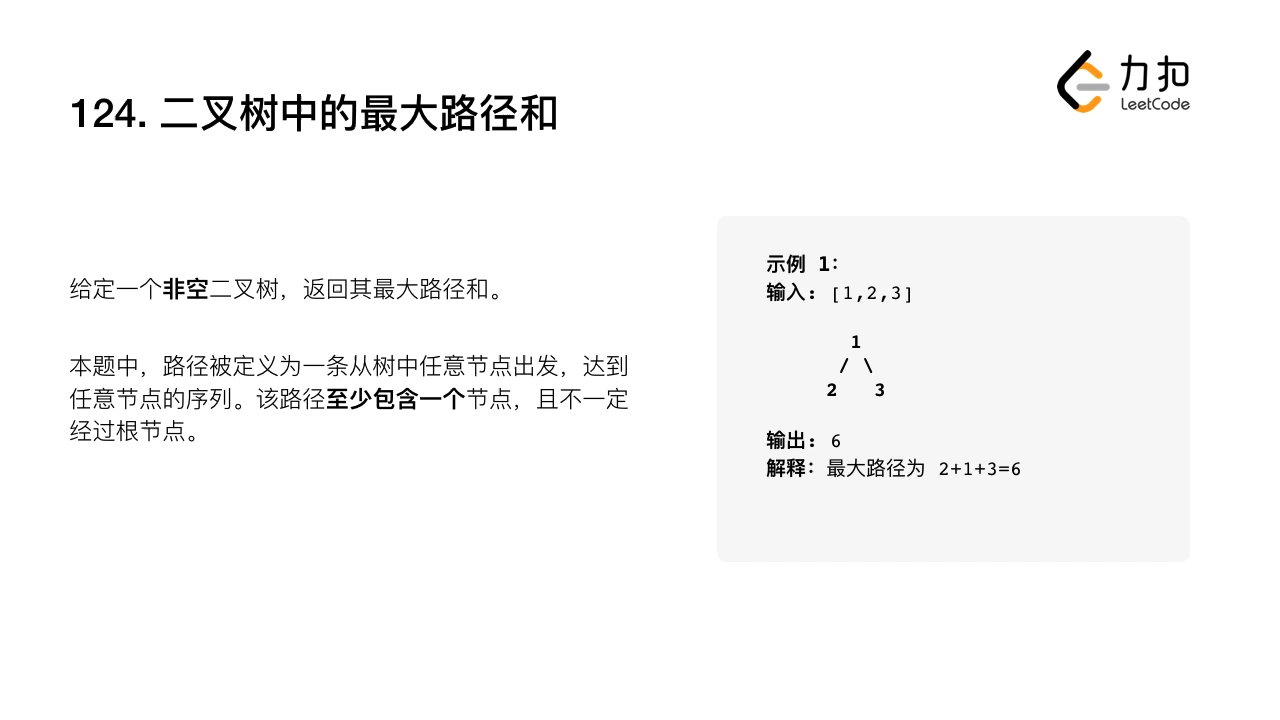 力扣
LeetCode
124. 二叉树中的最大路径和
给定一个非空二叉树，返回其最大路径和。
本题中，路径被定义为一条从树中任意节点出发，达到
任意节点的序列。该路径至少包含一个节点，且不一定
经过根节点。
示例 1：
输入：[1,2,3]
1
/ \
2 3
输出：6
解释：最大路径为 2+1+3=6